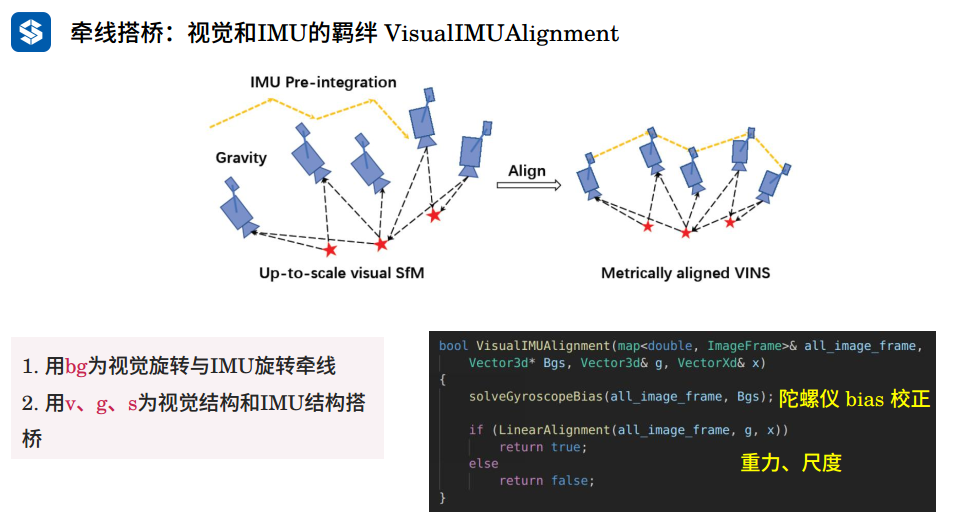 牵线搭桥：视觉和IMU的羁绊 VisualIMUAlignment
IMU Pre-integration
Gravity
Align
Up-to-scale visual SfM
Metrically aligned VINS
1. 用bg为视觉旋转与IMU旋转牵线
2. 用v、g、s为视觉结构和IMU结构搭
桥
bool VisualIMUAlignment(map<double, ImageFrame>& all_image_frame,
Vector3d* Bgs, Vector3d& g, VectorXd& x)
{
solveGyroscopeBias(all_image_frame, Bgs); 陀螺仪 bias 校正
if (LinearAlignment(all_image_frame, g, x))
return true;
重力、尺度
else
return false;
}